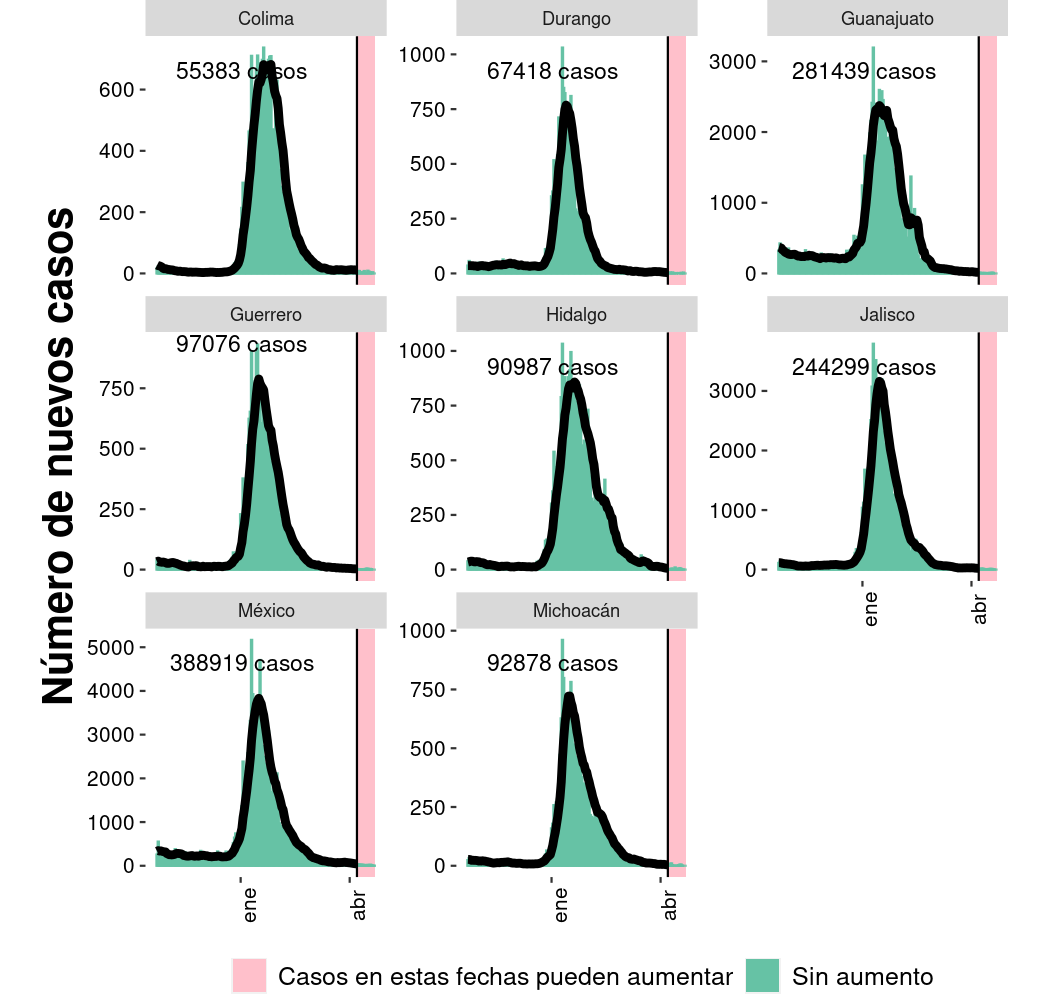 Número de nuevos casos
Colima
55383 casos
600
400
200
0
Durango
67418 casos
1000
750
500
250
0
Guanajuato
281439 casos
3000
2000
1000
0
Guerrero
97076 casos
750
500
250
0
Hidalgo
90987 casos
1000
750
500
250
0
Jalisco
244299 casos
3000
2000
1000
0
ene
abr
México
388919 casos
5000
4000
3000
2000
1000
0
ene
abr
Michoacán
92878 casos
1000
750
500
250
0
ene
abr
Casos en estas fechas pueden aumentar
Sin aumento